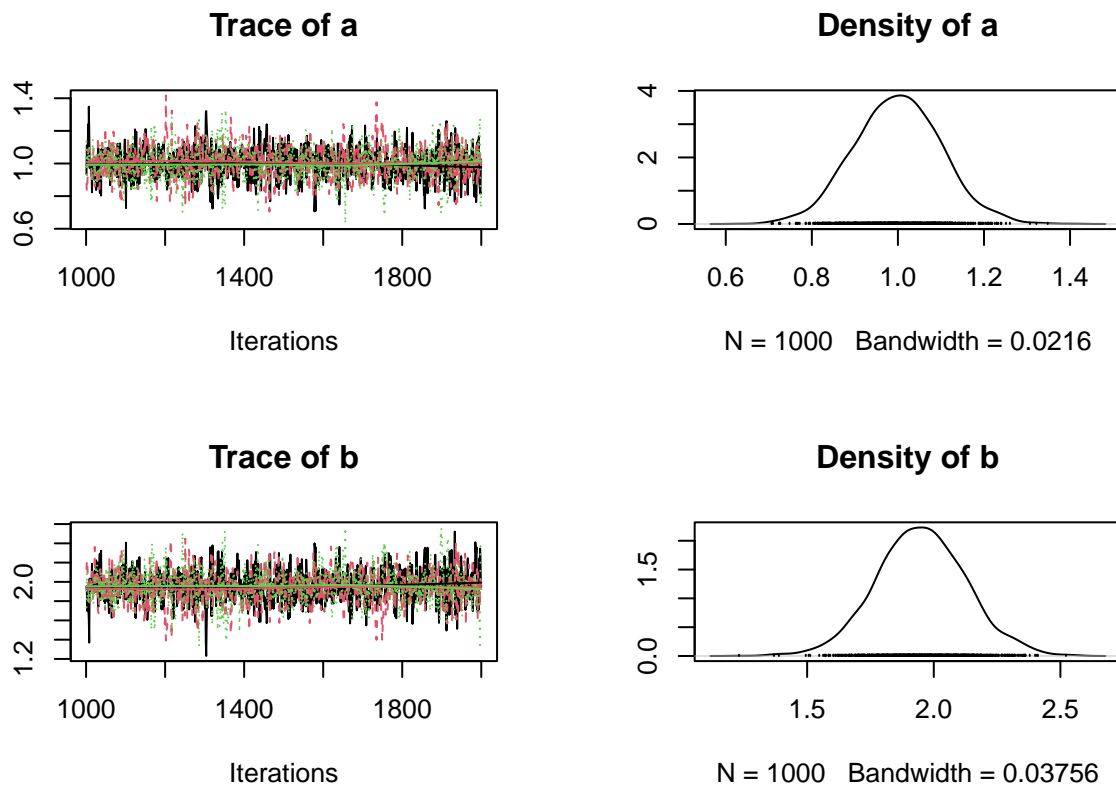 Trace of a
Density of a
0.6 1.0 1.4
1000 1400 1800
Iterations
0 2 4
0.6 0.8 1.0 1.2 1.4
N = 1000 Bandwidth = 0.0216
Trace of b
Density of b
1.2 2.0
1000 1400 1800
Iterations
0.0 1.5
1.5 2.0 2.5
N = 1000 Bandwidth = 0.03756